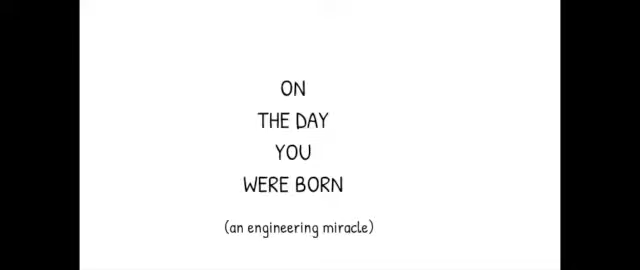 ON
THE DAY
YOU
WERE BORN
(an engineering miracle)